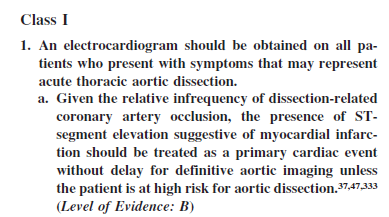 Class I
1. An electrocardiogram should be obtained on all pa-
tients who present with symptoms that may represent
acute thoracic aortic dissection.
a. Given the relative infrequency of dissection-related
coronary artery occlusion, the presence of ST-
segment elevation suggestive of myocardial infarc-
tion should be treated as a primary cardiac event
without delay for definitive aortic imaging unless
the patient is at high risk for aortic dissection.37,47,333
(Level of Evidence: B)